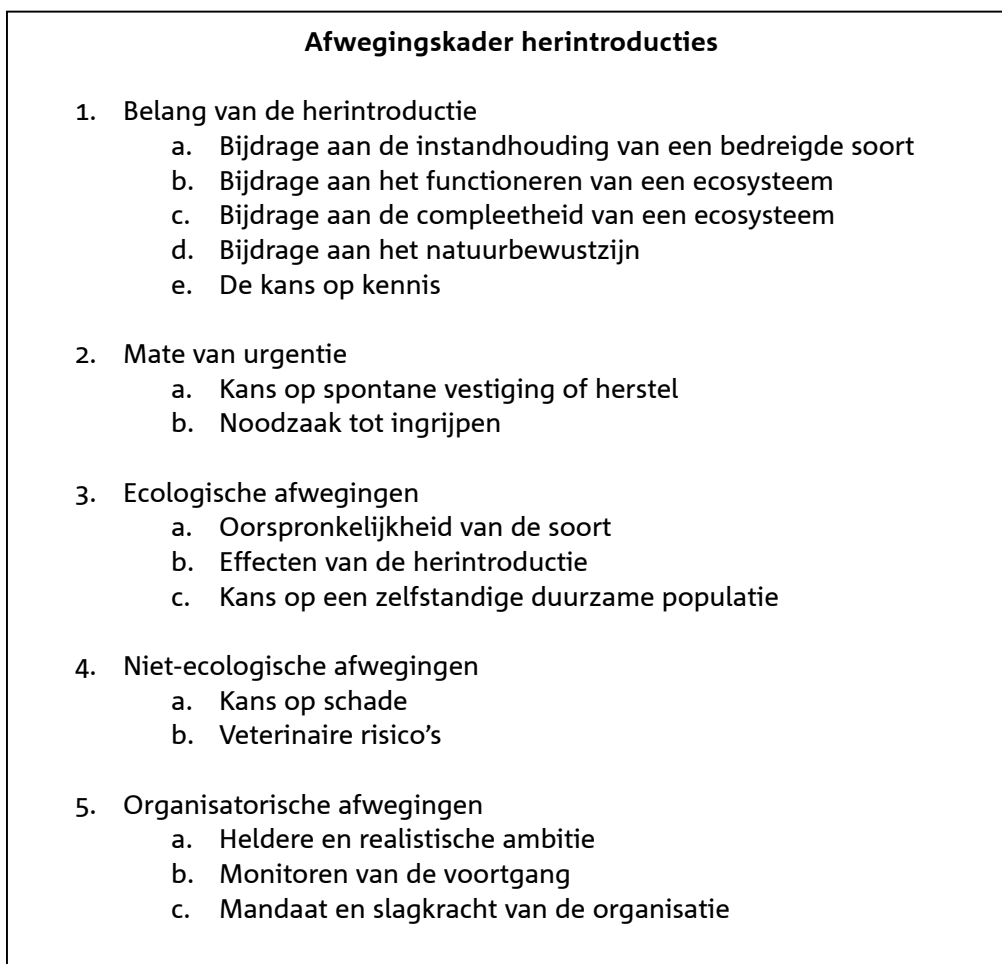 Afwegingskader herintroducties
1. Belang van de herintroductie
a. Bijdrage aan de instandhouding van een bedreigde soort
b. Bijdrage aan het functioneren van een ecosysteem
c. Bijdrage aan de compleetheid van een ecosysteem
d. Bijdrage aan het natuurbewustzijn
e. De kans op kennis
2. Mate van urgentie
a. Kans op spontane vestiging of herstel
b. Noodzaak tot ingrijpen
3. Ecologische afwegingen
a. Oorspronkelijkheid van de soort
b. Effecten van de herintroductie
c. Kans op een zelfstandige duurzame populatie
4. Niet-ecologische afwegingen
a. Kans op schade
b. Veterinaire risico's
5. Organisatorische afwegingen
a. Heldere en realistische ambitie
b. Monitoren van de voortgang
c. Mandaat en slagkracht van de organisatie